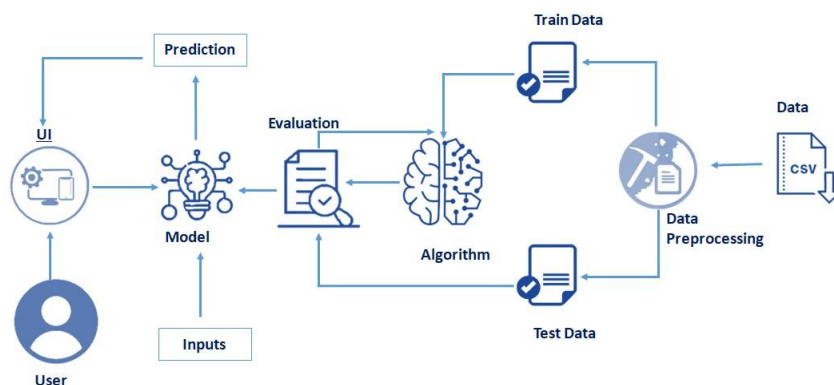 Train Data
Prediction
Data
Evaluation
UI
CSV
Data
Preprocessing
Model
Algorithm
Test Data
Inputs
User